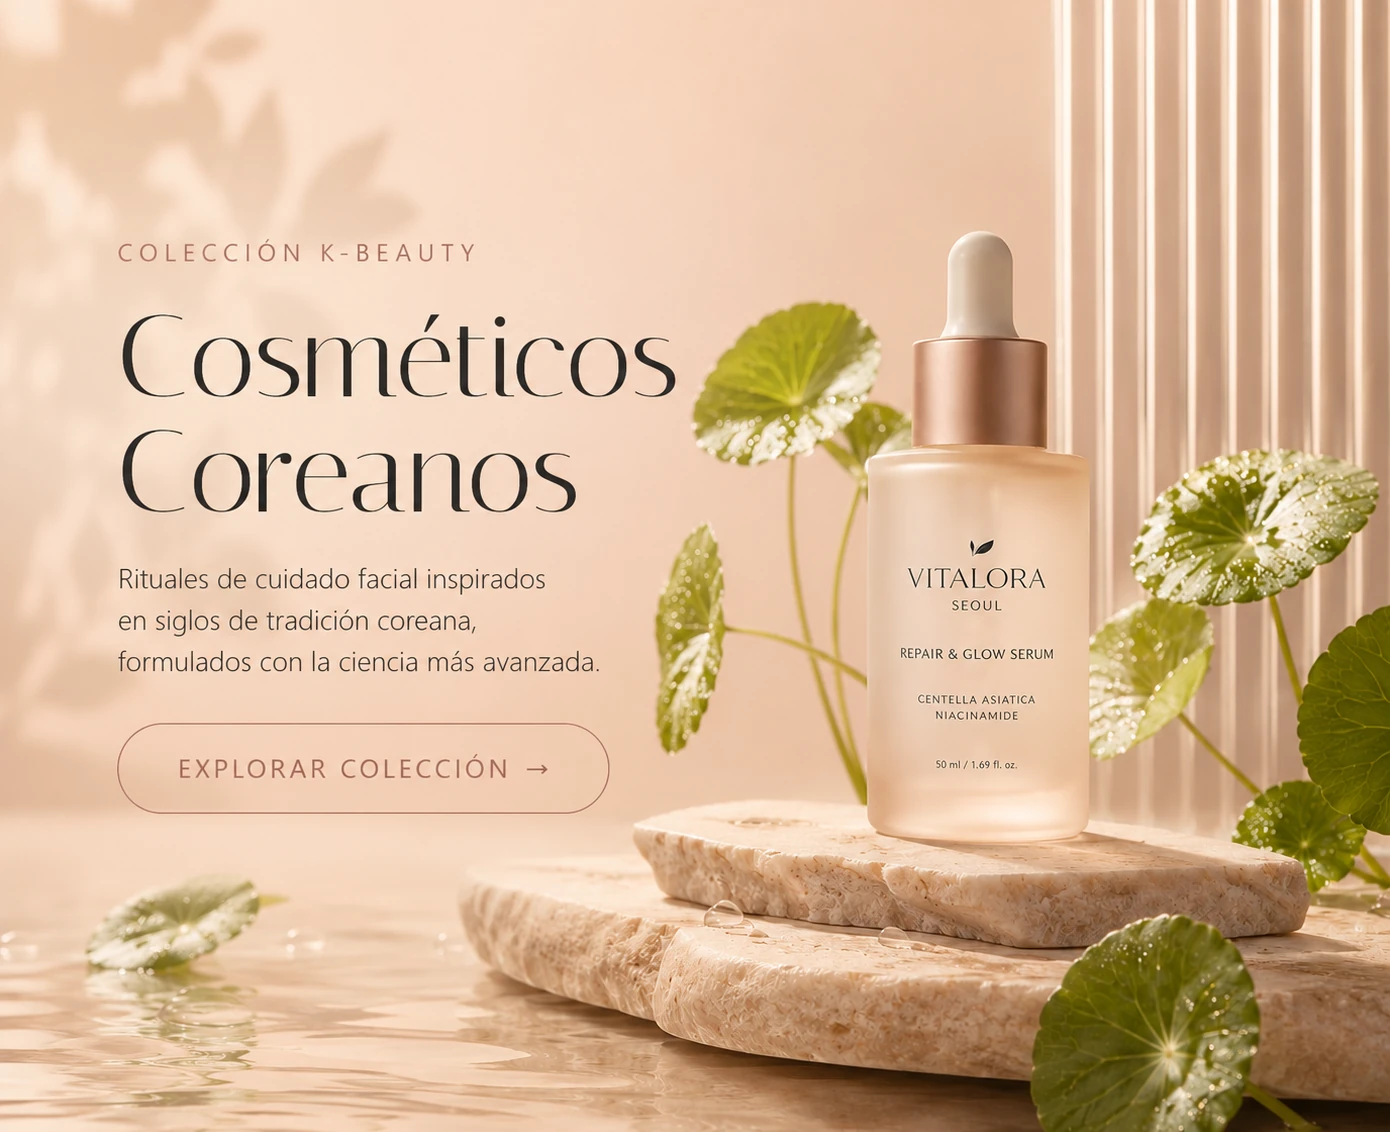 COLECCIÓN K-BEAUTY
Cosméticos
Coreanos
Rituales de cuidado facial inspirados
en siglos de tradición coreana,
formulados con la ciencia más avanzada.
EXPLORAR COLECCIÓN →
VITALORA
SEOUL
REPAIR & GLOW SERUM
CENTELLA ASIATICA
NIACINAMIDE
50 ml / 1.69 fl. oz.